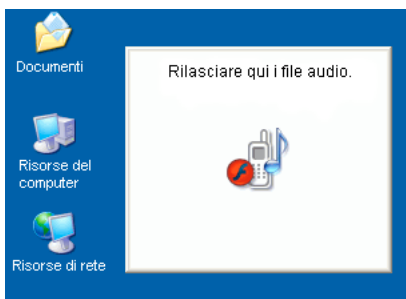 Documenti
Rilasciare qui i file audio.
Risorse del
computer
Risorse di rete